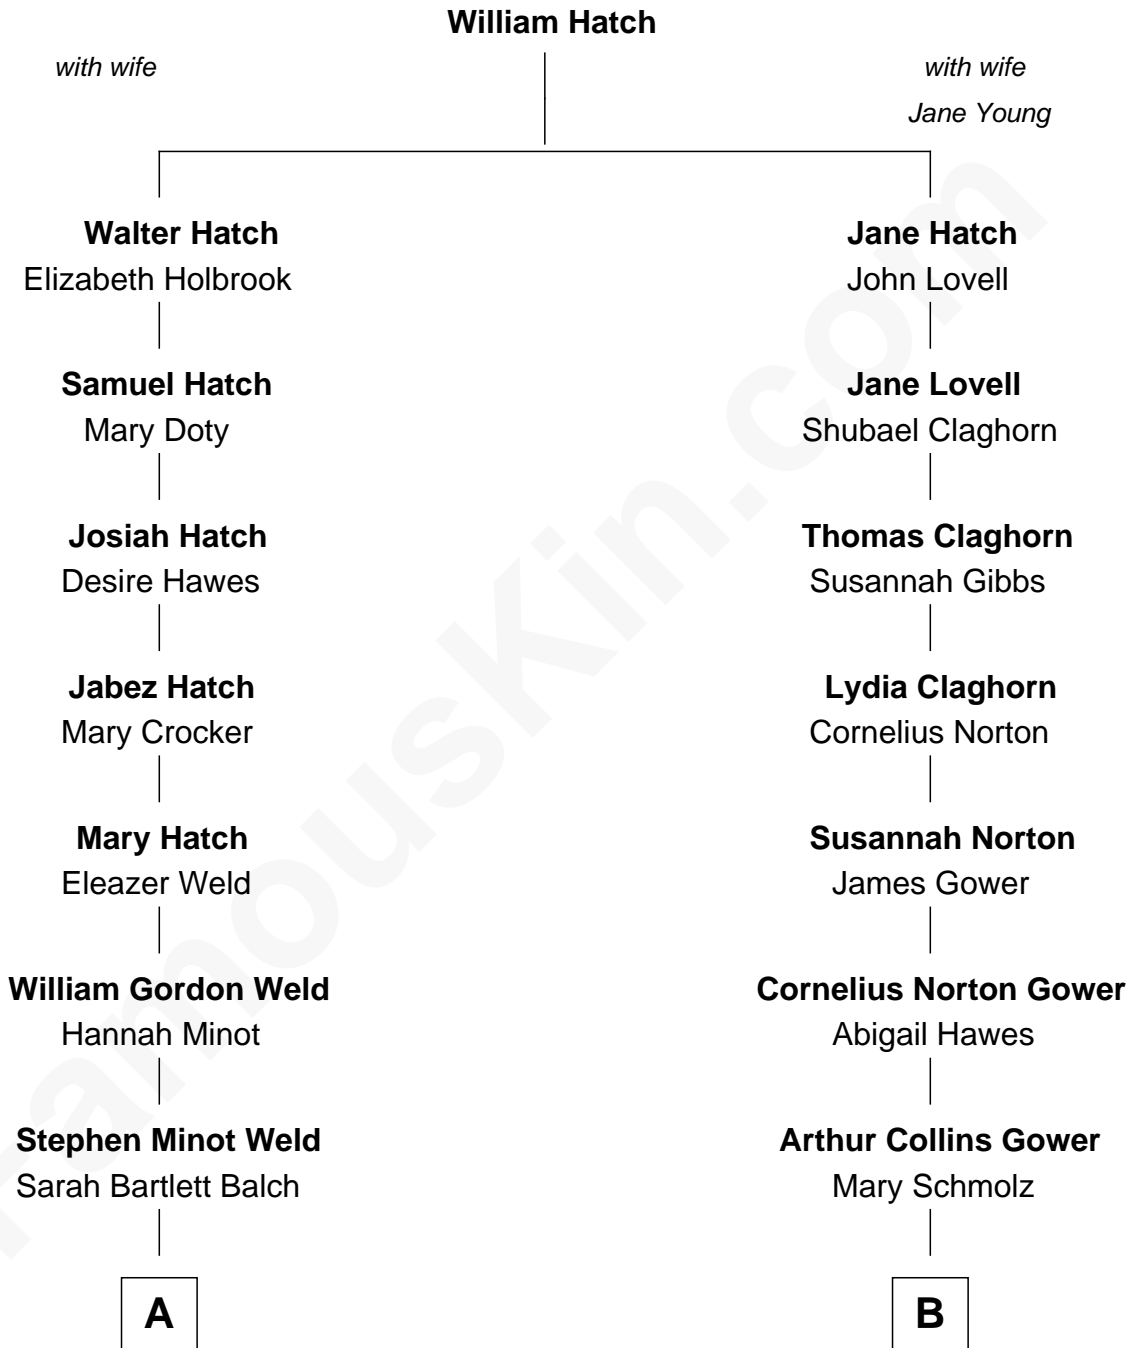 William Hatch
with wife
with wife
Jane Young
Walter Hatch
Elizabeth Holbrook
Jane Hatch
John Lovell
Samuel Hatch
Mary Doty
Jane Lovell
Shubael Claghorn
Josiah Hatch
Desire Hawes
Thomas Claghorn
Susannah Gibbs
Jabez Hatch
Mary Crocker
Lydia Claghorn
Cornelius Norton
Mary Hatch
Eleazer Weld
Susannah Norton
James Gower
William Gordon Weld
Hannah Minot
Cornelius Norton Gower
Abigail Hawes
Stephen Minot Weld
Sarah Bartlett Balch
Arthur Collins Gower
Mary Schmolz
A
B
FamousKin.com